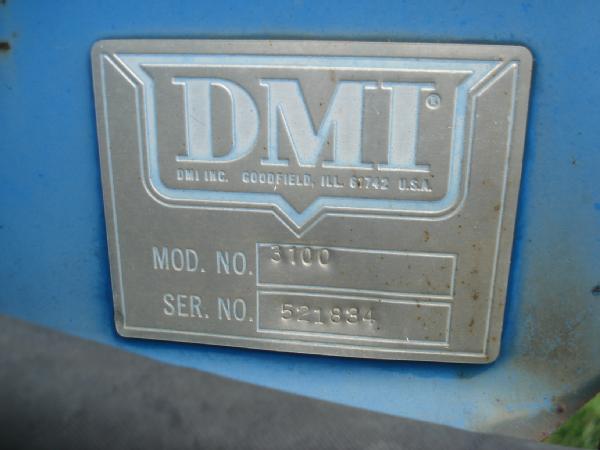 DMI®
DMI INC. GOODFIELD, ILL. 61742 U.S.A.
MOD. NO. 3100
SER. NO. 521834